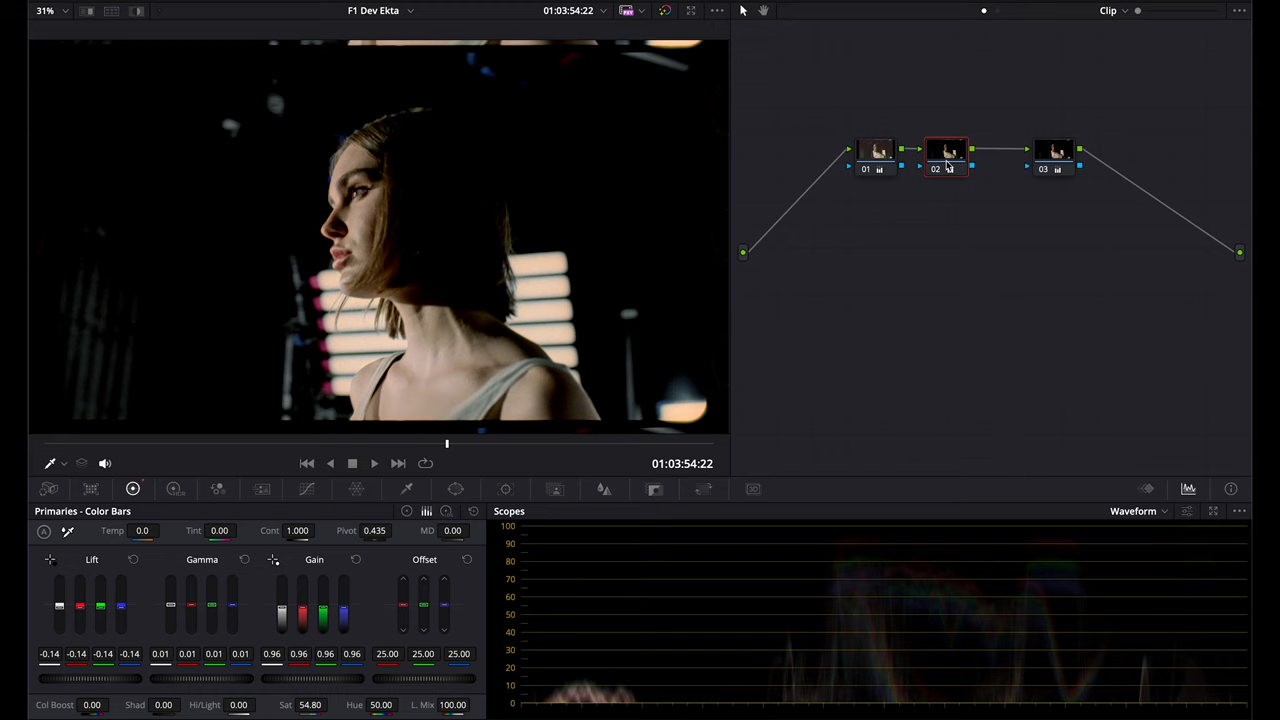 31% F1 Dev Ekta 01:03:54:22 Clip
01 02 03
01:03:54:22
Primaries - Color Bars Scopes Waveform
A Temp 0.0 Tint 0.00 Cont 1.000 Pivot 0.435 MD 0.00
Lift Gamma Gain Offset
-0.14 -0.14 -0.14 -0.14 0.01 0.01 0.01 0.01 0.96 0.96 0.96 0.96 25.00 25.00 25.00
Col Boost 0.00 Shad 0.00 Hi/Light 0.00 Sat 54.80 Hue 50.00 L. Mix 100.00
100
90
80
70
60
50
40
30
20
10
0